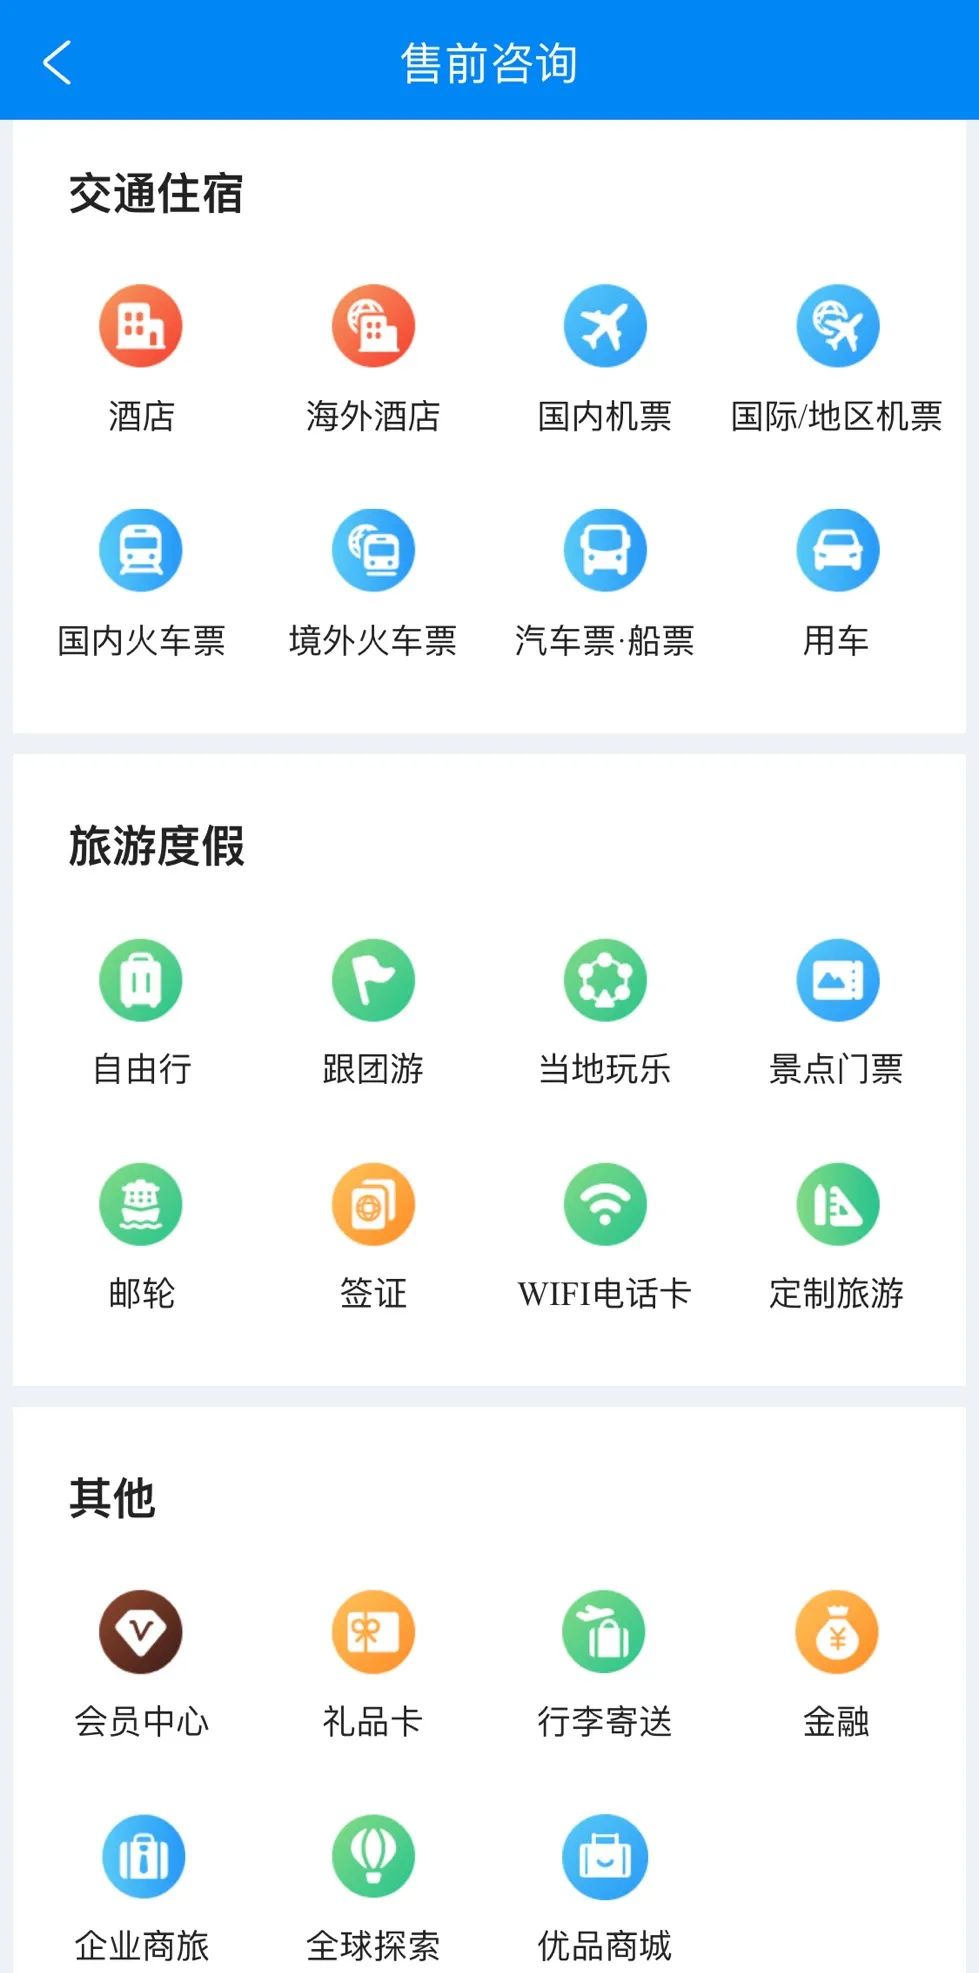 售前咨询
交通住宿
酒店 海外酒店 国内机票 国际/地区机票
国内火车票 境外火车票 汽车票·船票 用车
旅游度假
自由行 跟团游 当地玩乐 景点门票
邮轮 签证 WIFI电话卡 定制旅游
其他
会员中心 礼品卡 行李寄送 金融
企业商旅 全球探索 优品商城